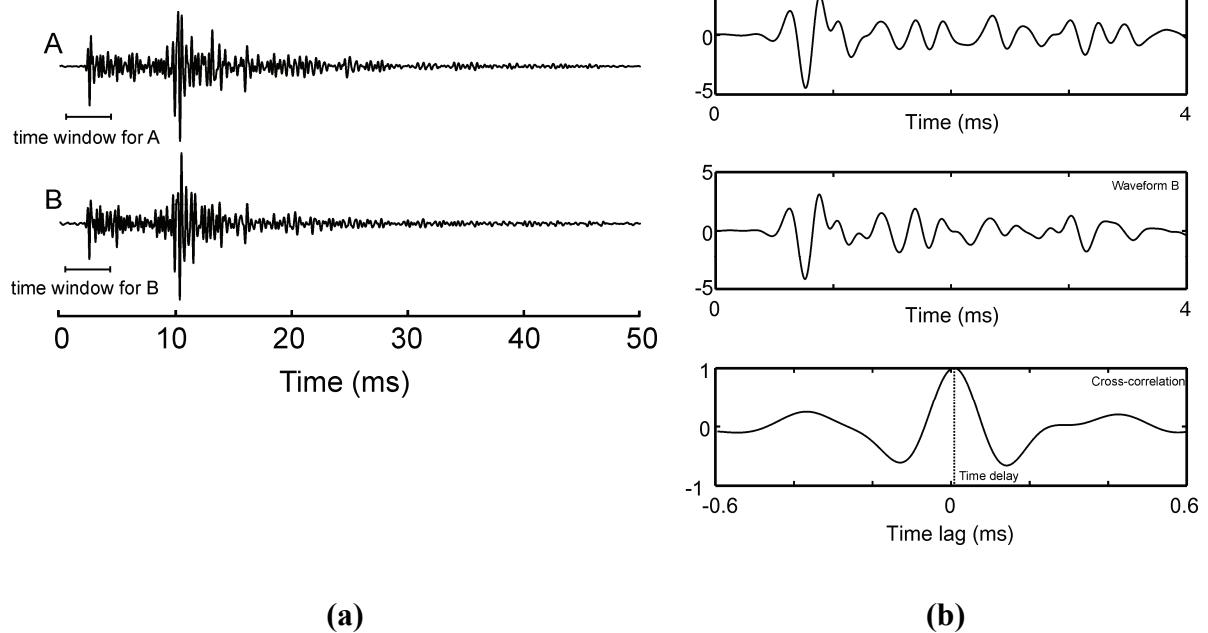 A
time window for A
B
time window for B
0 10 20 30 40 50
Time (ms)
(a)
0
-5
0 4
Time (ms)
5
Waveform B
0
-5
0 4
Time (ms)
1
Cross-correlation
0
Time delay
-1
-0.6 0 0.6
Time lag (ms)
(b)